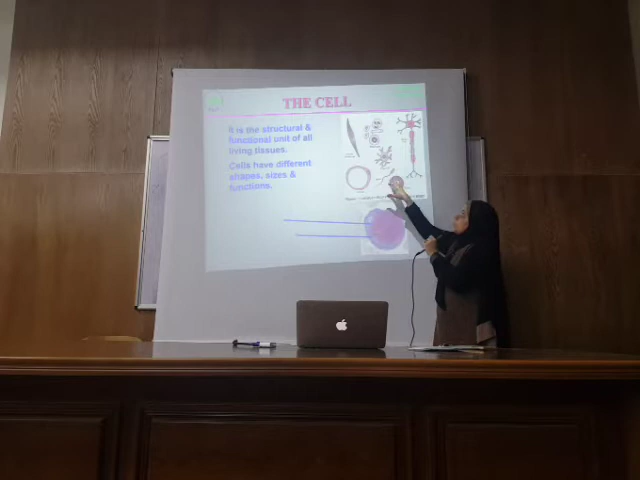 THE CELL
It is the structural &
functional unit of all
living tissues.
Cells have different
shapes, sizes &
functions.